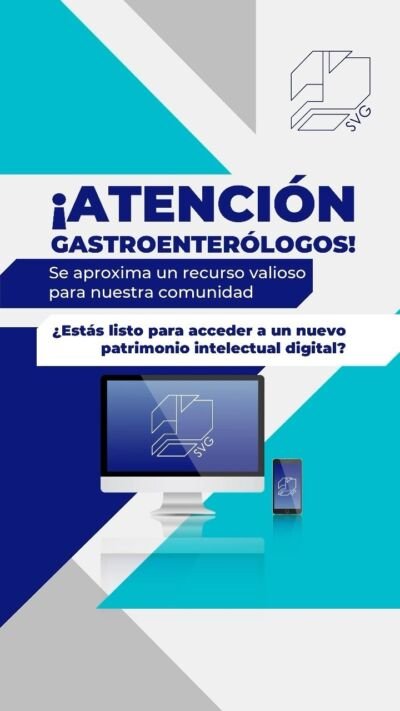 SVG
¡ATENCIÓN
GASTROENTERÓLOGOS!
Se aproxima un recurso valioso
para nuestra comunidad
¿Estás listo para acceder a un nuevo
patrimonio intelectual digital?
SVG